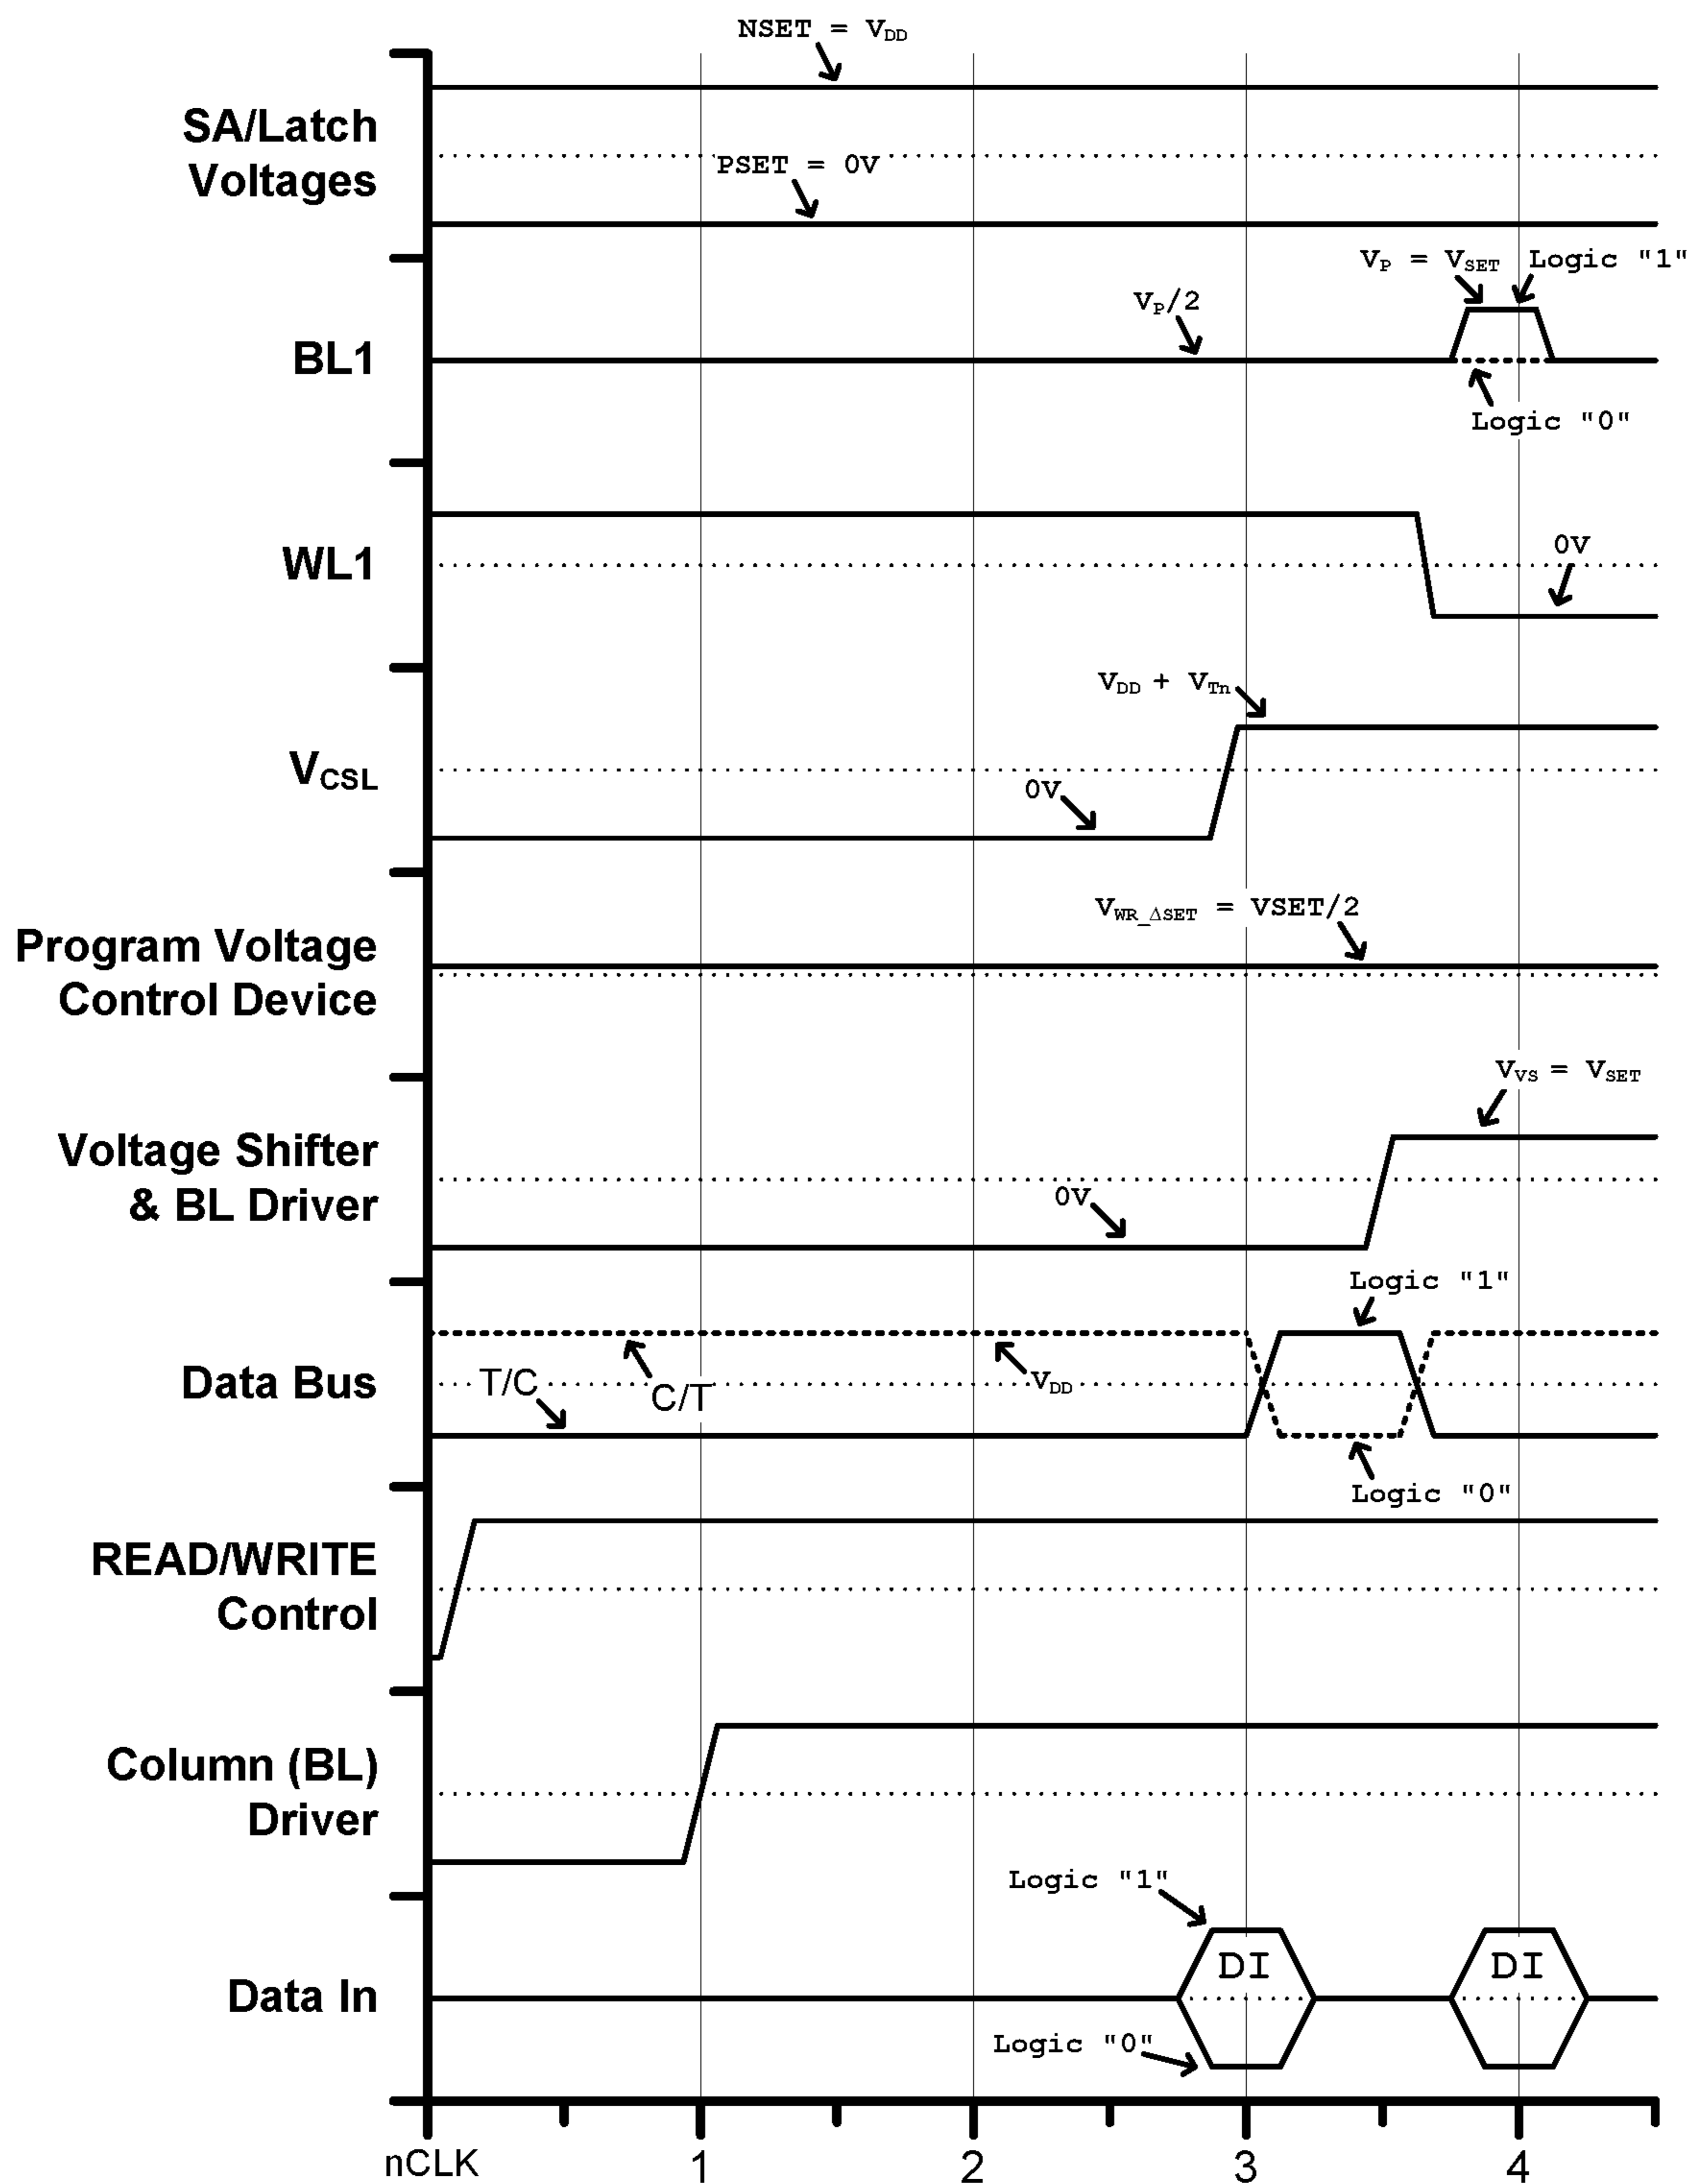 NSET = VDD
SA/Latch
Voltages
PSET = 0V
VP = VSET
Logic "1"
VP/2
BL1
Logic "0"
WL1
0V
VDD + VTn
VCSL
0V
VWR_ΔSET = VSET/2
Program Voltage
Control Device
VVS = VSET
Voltage Shifter
& BL Driver
0V
Logic "1"
Data Bus
T/C
C/T
VDD
Logic "0"
READ/WRITE
Control
Column (BL)
Driver
Logic "1"
DI
DI
Data In
Logic "0"
nCLK
1
2
3
4